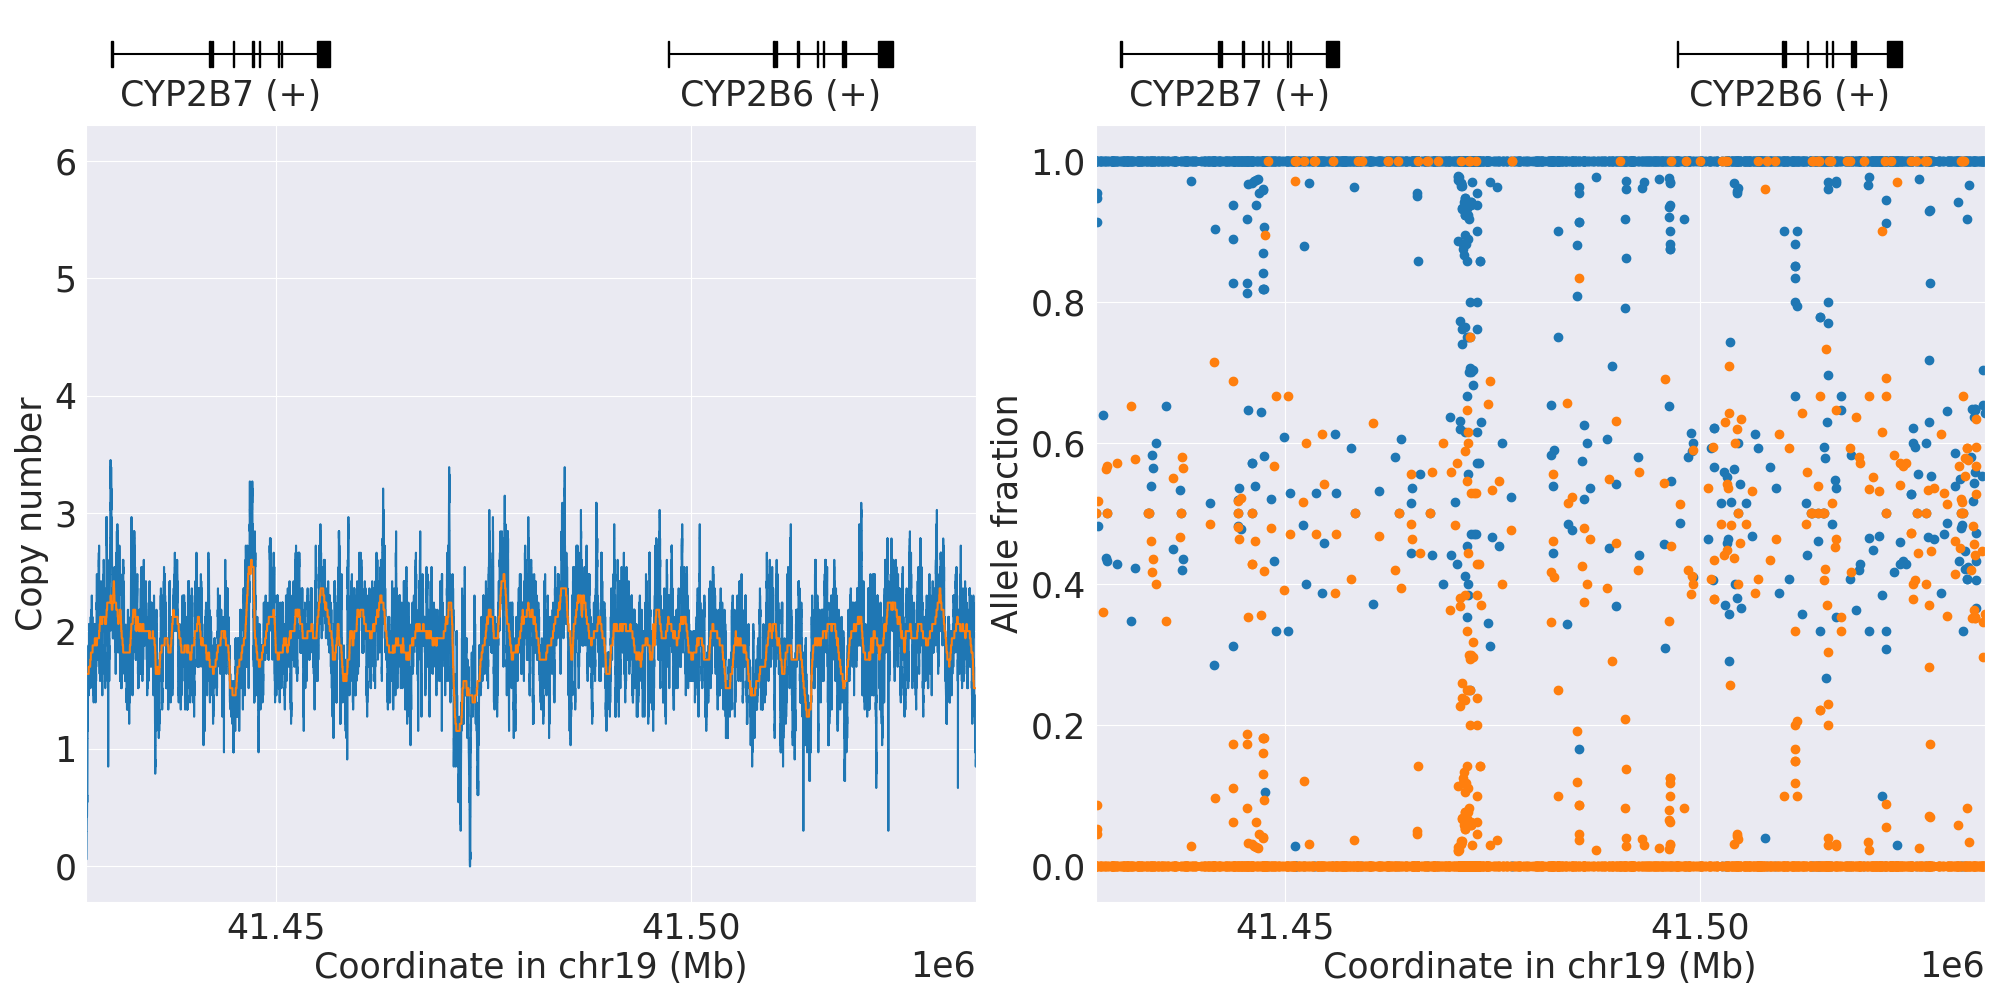 CYP2B7 (+)
CYP2B6 (+)
Copy number
6
5
4
3
2
1
0
41.45
41.50
Coordinate in chr19 (Mb)
1e6
CYP2B7 (+)
CYP2B6 (+)
Allele fraction
1.0
0.8
0.6
0.4
0.2
0.0
41.45
41.50
Coordinate in chr19 (Mb)
1e6